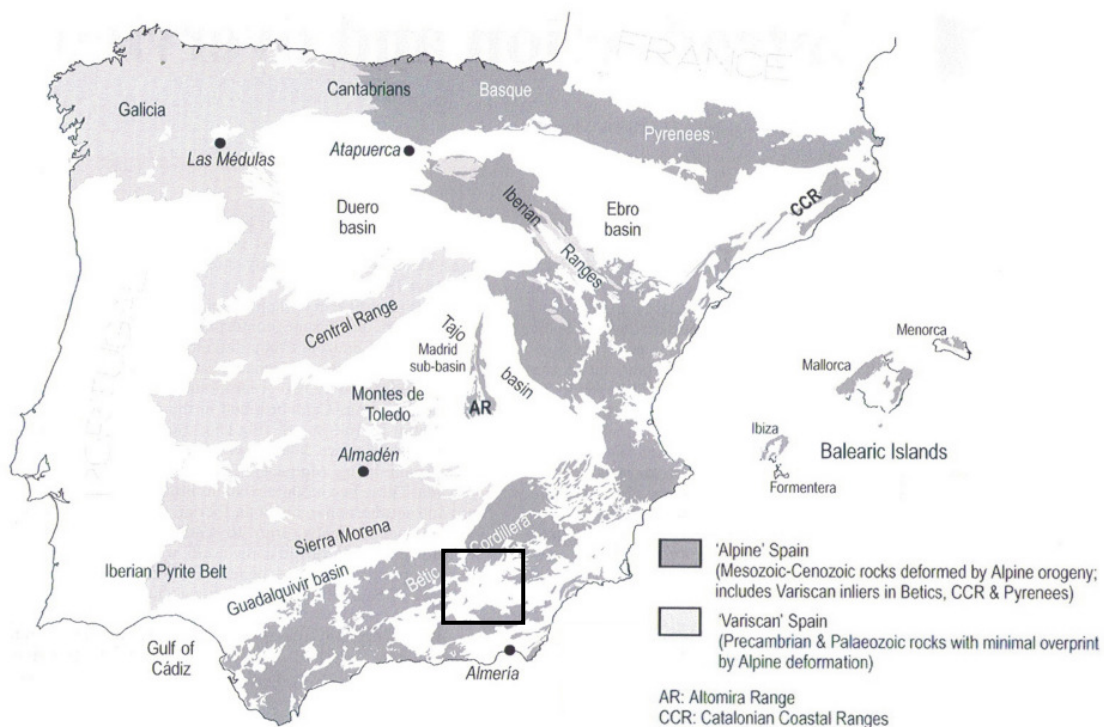 FRANCE
Galicia
Cantabrians
Basque
Pyrenees
Las Médulas
Atapuerca
Duero
basin
Iberian
Ranges
Ebro
basin
CCR
Central Range
Tajo
Madrid
sub-basin
basin
AR
Montes de
Toledo
Almadén
Menorca
Mallorca
Ibiza
Formentera
Balearic Islands
Sierra Morena
Iberian Pyrite Belt
Guadalquivir basin
Betic
Cordillera
Gulf of
Cádiz
Almería
'Alpine' Spain
(Mesozoic-Cenozoic rocks deformed by Alpine orogeny;
includes Variscan inliers in Betics, CCR & Pyrenees)
'Variscan' Spain
(Precambrian & Palaeozoic rocks with minimal overprint
by Alpine deformation)
AR: Altomira Range
CCR: Catalonian Coastal Ranges